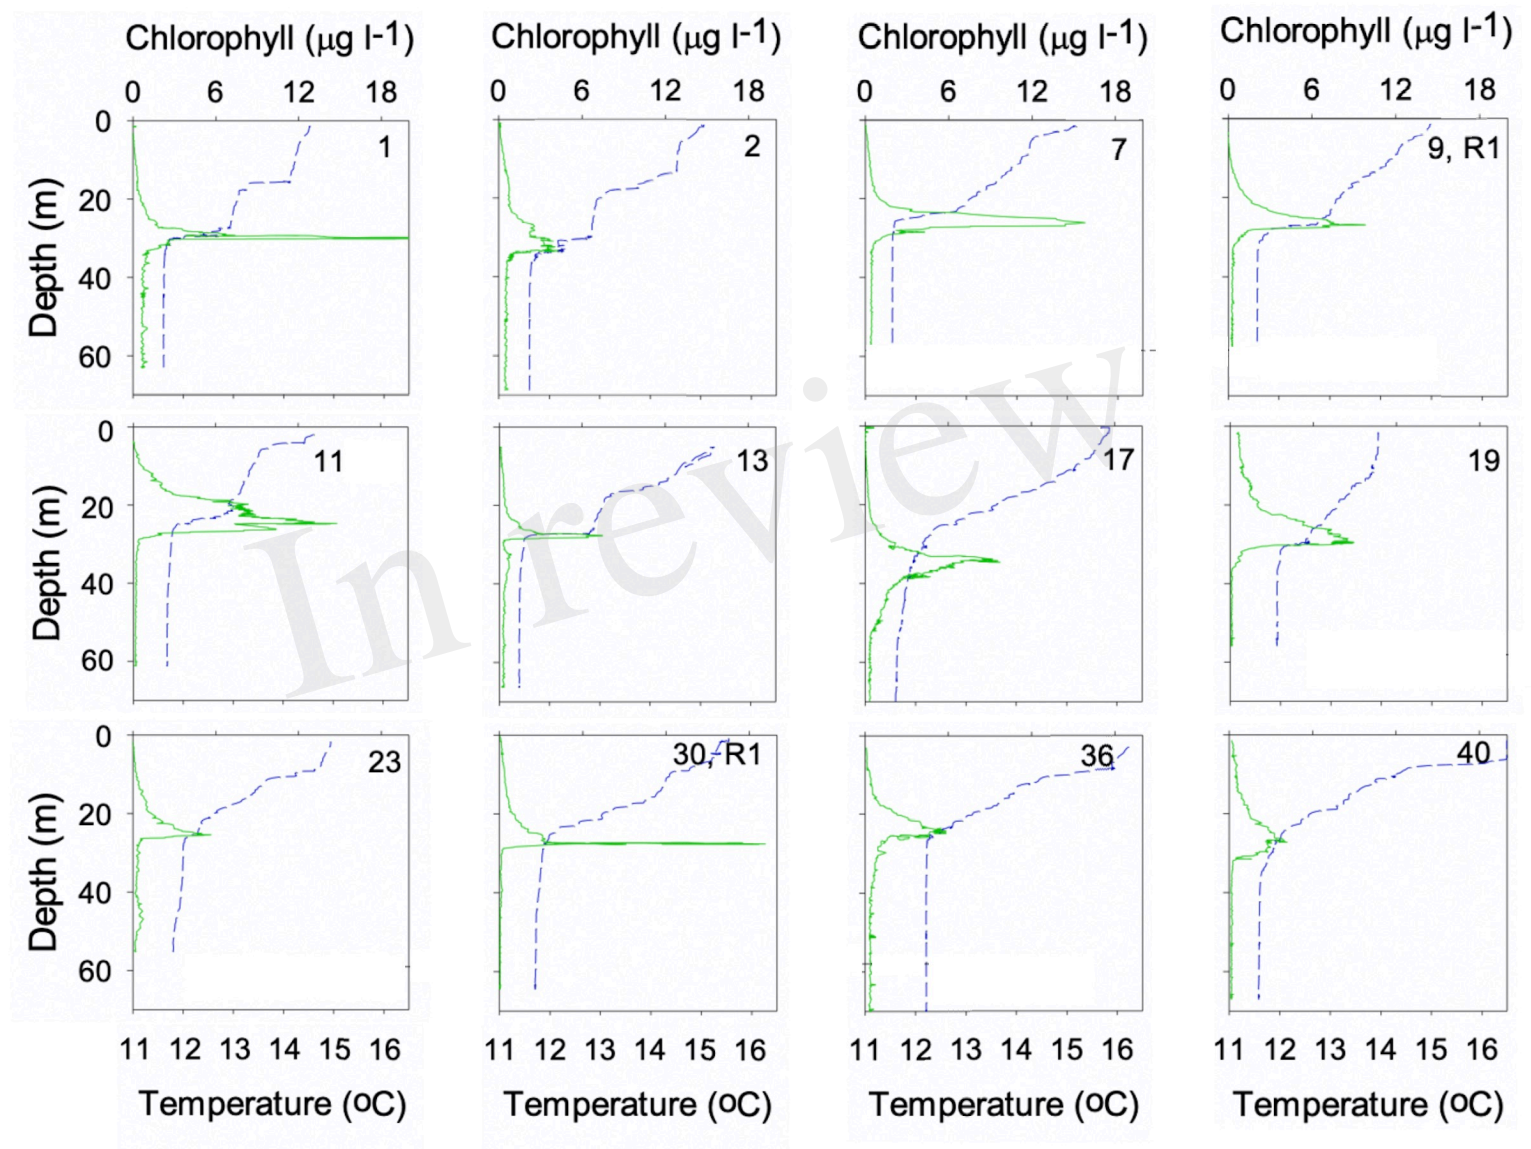 Chlorophyll (μg l-1) Chlorophyll (μg l-1) Chlorophyll (μg l-1) Chlorophyll (μg l-1)
0 6 12 18 0 6 12 18 0 6 12 18 0 6 12 18
0
20
40
60
Depth (m)
1
2
7
9, R1
0
20
40
60
Depth (m)
11
13
17
19
0
20
40
60
Depth (m)
23
30, R1
36
40
11 12 13 14 15 16 11 12 13 14 15 16 11 12 13 14 15 16 11 12 13 14 15 16
Temperature (oC) Temperature (oC) Temperature (oC) Temperature (oC)
In review